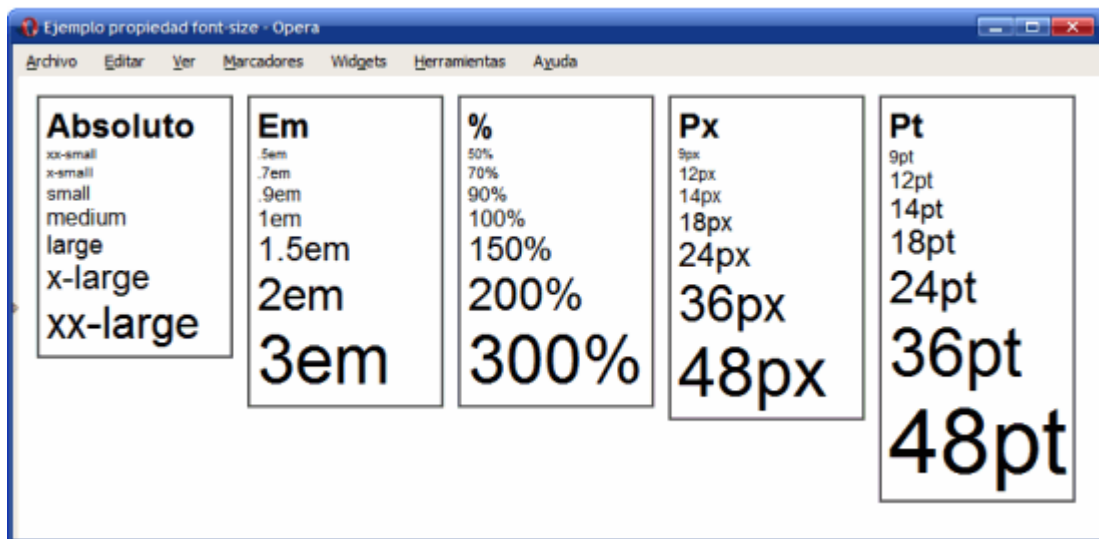 Ejemplo propiedad font-size - Opera
Archivo Editar Ver Marcadores Widgets Herramientas Ayuda
Absoluto
xx-small
x-small
small
medium
large
x-large
xx-large
Em
.5em
.7em
.9em
1em
1.5em
2em
3em
%
50%
70%
90%
100%
150%
200%
300%
Px
9px
12px
14px
18px
24px
36px
48px
Pt
9pt
12pt
14pt
18pt
24pt
36pt
48pt